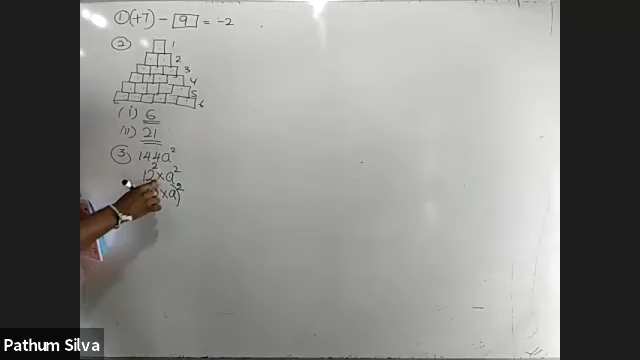 ① (+7) - 9 = -2
②
1
2
3
4
5
6
(i) 6
(ii) 21
③ 144a²
12² × a²
× a)²
Pathum Silva